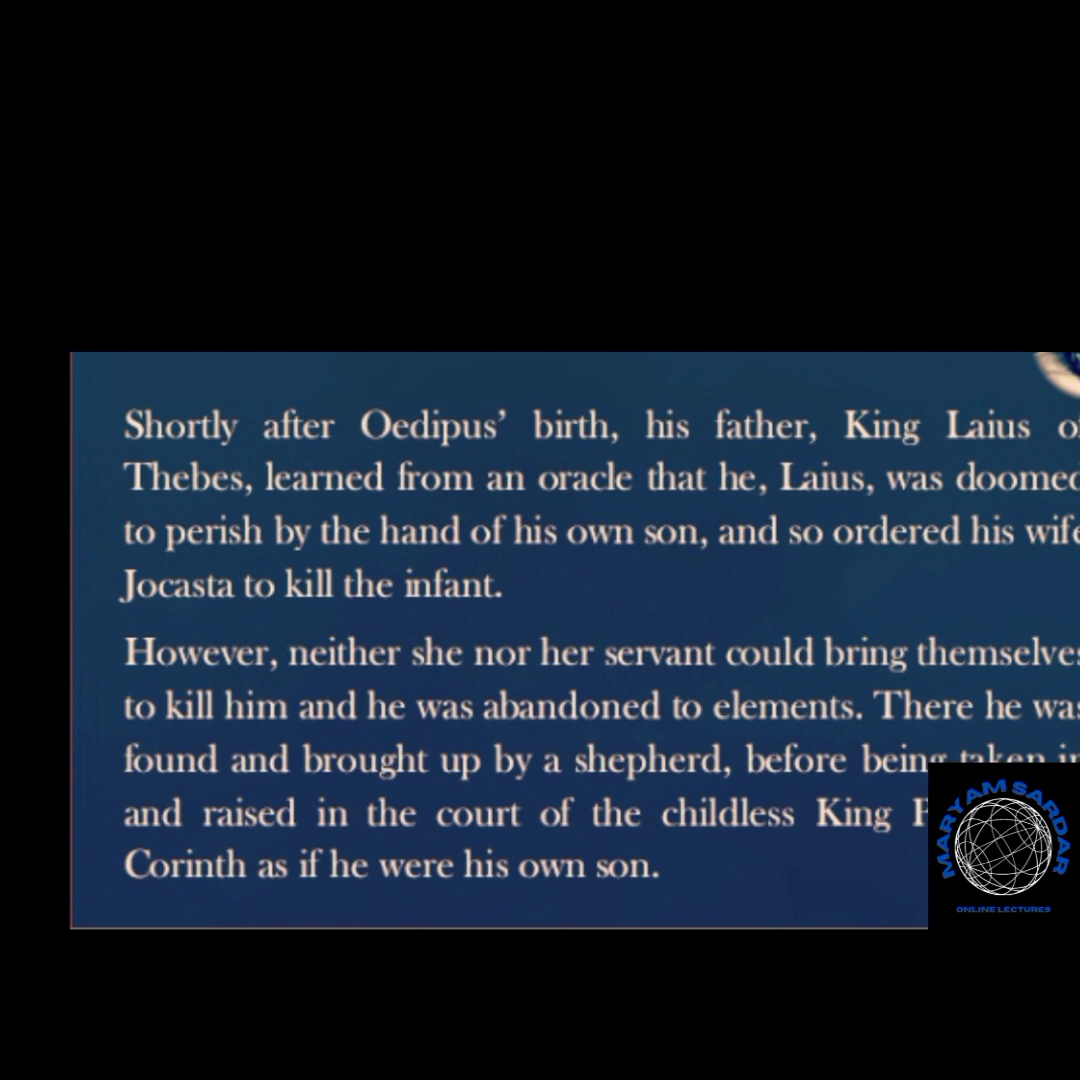 Shortly after Oedipus’ birth, his father, King Laius of
Thebes, learned from an oracle that he, Laius, was doomed
to perish by the hand of his own son, and so ordered his wife
Jocasta to kill the infant.
However, neither she nor her servant could bring themselves
to kill him and he was abandoned to elements. There he was
found and brought up by a shepherd, before being taken in
and raised in the court of the childless King
Corinth as if he were his own son.
MARYAM SARDAR
ONLINE LECTURES